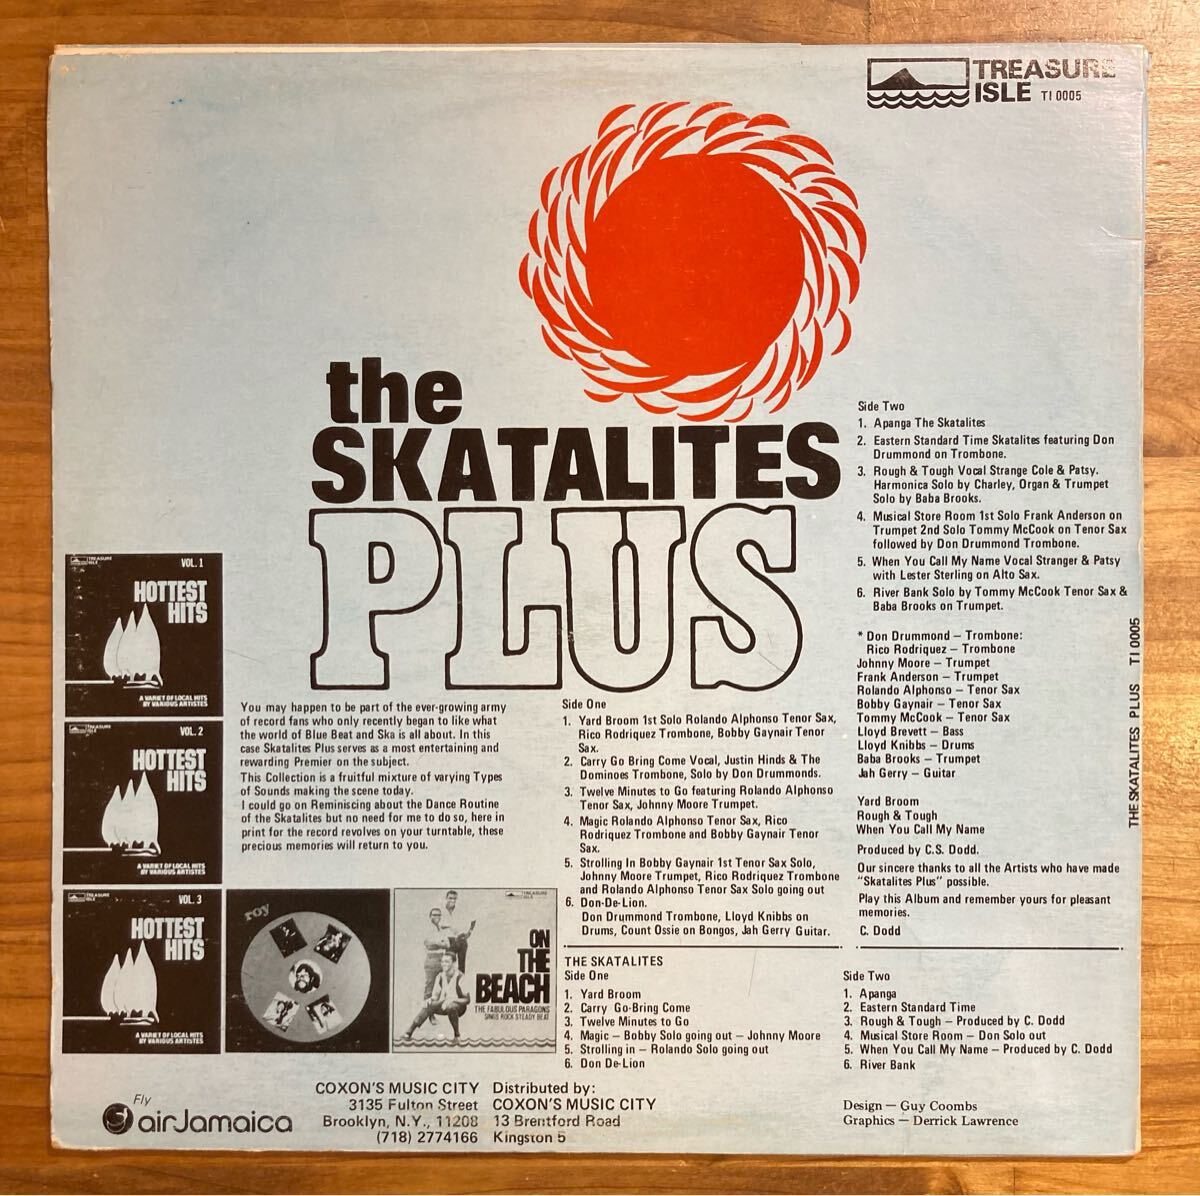 TREASURE
ISLE TI 0005
the
SKATALITES
PLUS
Side Two
1. Apanga The Skatalites
2. Eastern Standard Time Skatalites featuring Don
Drummond on Trombone.
3. Rough & Tough Vocal Strange Cole & Patsy.
Harmonica Solo by Charley, Organ & Trumpet
Solo by Baba Brooks.
4. Musical Store Room 1st Solo Frank Anderson on
Trumpet 2nd Solo Tommy McCook on Tenor Sax
followed by Don Drummond Trombone.
5. When You Call My Name Vocal Stranger & Patsy
with Lester Sterling on Alto Sax.
6. River Bank Solo by Tommy McCook Tenor Sax &
Baba Brooks on Trumpet.
* Don Drummond – Trombone:
Rico Rodriquez – Trombone
Johnny Moore – Trumpet
Frank Anderson – Trumpet
Rolando Alphonso – Tenor Sax
Bobby Gaynair – Tenor Sax
Tommy McCook – Tenor Sax
Lloyd Brevett – Bass
Lloyd Knibbs – Drums
Baba Brooks – Trumpet
Jah Gerry – Guitar
Yard Broom
Rough & Tough
When You Call My Name
Produced by C.S. Dodd.
Our sincere thanks to all the Artists who have made
"Skatalites Plus" possible.
Play this Album and remember yours for pleasant
memories.
C. Dodd
THE SKATALITES PLUS TI 0005
TREASURE
ISLE
VOL. 1
HOTTEST
HITS
A VARIET OF LOCAL HITS
BY VARIOUS ARTISTES
TREASURE
ISLE
VOL. 2
HOTTEST
HITS
A VARIET OF LOCAL HITS
BY VARIOUS ARTISTES
TREASURE
ISLE
VOL. 3
HOTTEST
HITS
A VARIET OF LOCAL HITS
BY VARIOUS ARTISTES
You may happen to be part of the ever-growing army
of record fans who only recently began to like what
the world of Blue Beat and Ska is all about. In this
case Skatalites Plus serves as a most entertaining and
rewarding Premier on the subject.
This Collection is a fruitful mixture of varying Types
of Sounds making the scene today.
I could go on Reminiscing about the Dance Routine
of the Skatalites but no need for me to do so, here in
print for the record revolves on your turntable, these
precious memories will return to you.
Side One
1. Yard Broom 1st Solo Rolando Alphonso Tenor Sax,
Rico Rodriquez Trombone, Bobby Gaynair Tenor
Sax.
2. Carry Go Bring Come Vocal, Justin Hinds & The
Dominoes Trombone, Solo by Don Drummonds.
3. Twelve Minutes to Go featuring Rolando Alphonso
Tenor Sax, Johnny Moore Trumpet.
4. Magic Rolando Alphonso Tenor Sax, Rico
Rodriquez Trombone and Bobby Gaynair Tenor
Sax.
5. Strolling In Bobby Gaynair 1st Tenor Sax Solo,
Johnny Moore Trumpet, Rico Rodriquez Trombone
and Rolando Alphonso Tenor Sax Solo going out
6. Don-De-Lion.
Don Drummond Trombone, Lloyd Knibbs on
Drums, Count Ossie on Bongos, Jah Gerry Guitar.
roy
TREASURE
ISLE
ON
THE
BEACH
THE FABULOUS PARAGONS
SINGS ROCK STEADY BEAT
THE SKATALITES
Side One
1. Yard Broom
2. Carry Go-Bring Come
3. Twelve Minutes to Go
4. Magic – Bobby Solo going out – Johnny Moore
5. Strolling in – Rolando Solo going out
6. Don De-Lion
Side Two
1. Apanga
2. Eastern Standard Time
3. Rough & Tough – Produced by C. Dodd
4. Musical Store Room – Don Solo out
5. When You Call My Name – Produced by C. Dodd
6. River Bank
Fly
airJamaica
COXON'S MUSIC CITY
3135 Fulton Street
Brooklyn, N.Y., 11208
(718) 2774166
Distributed by:
COXON'S MUSIC CITY
13 Brentford Road
Kingston 5
Design – Guy Coombs
Graphics – Derrick Lawrence